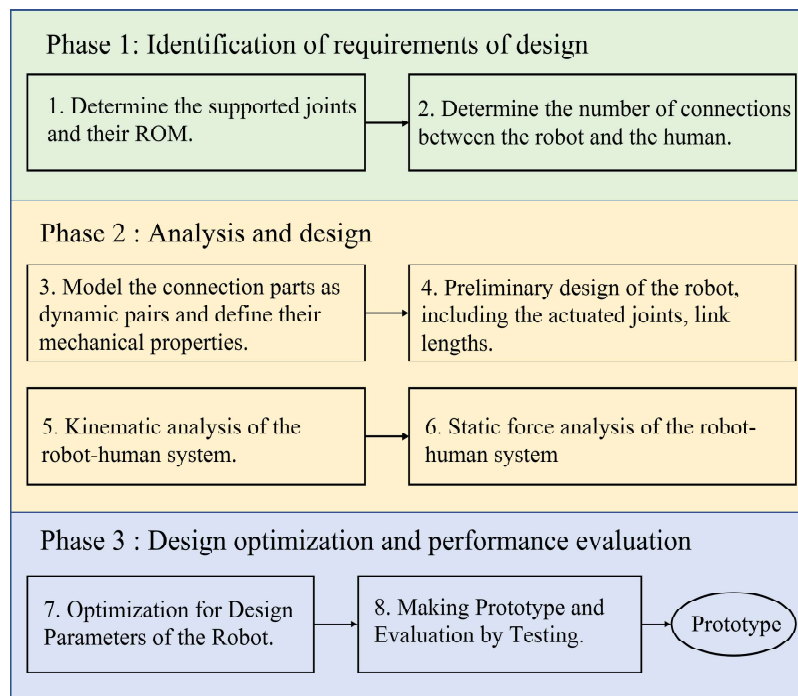 Phase 1: Identification of requirements of design
1. Determine the supported joints
and their ROM.
2. Determine the number of connections
between the robot and the human.
Phase 2 : Analysis and design
3. Model the connection parts as
dynamic pairs and define their
mechanical properties.
4. Preliminary design of the robot,
including the actuated joints, link
lengths.
5. Kinematic analysis of the
robot-human system.
6. Static force analysis of the robot-
human system
Phase 3 : Design optimization and performance evaluation
7. Optimization for Design
Parameters of the Robot.
8. Making Prototype and
Evaluation by Testing.
Prototype